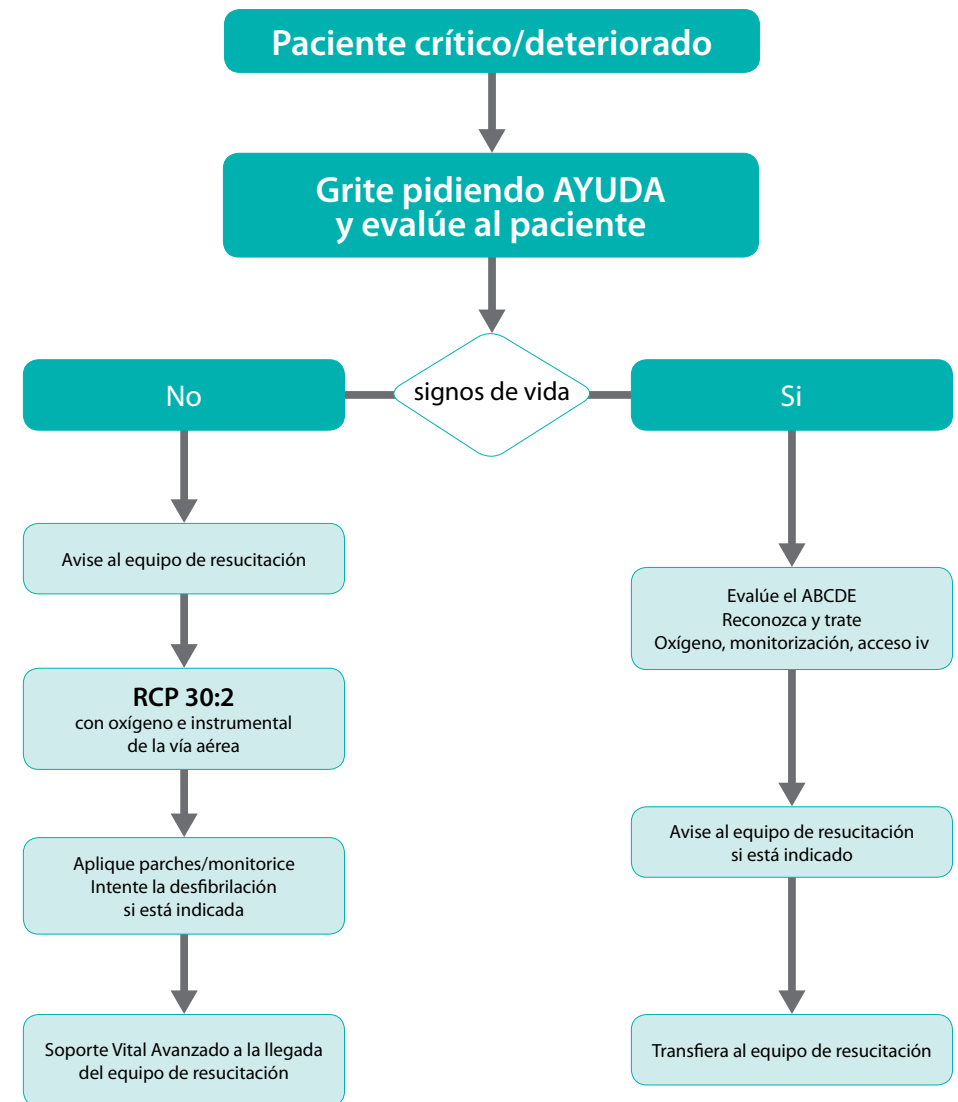 Paciente crítico/deteriorado
Grite pidiendo AYUDA
y evalúe al paciente
signos de vida
No
Si
Avise al equipo de resucitación
RCP 30:2
con oxígeno e instrumental
de la vía aérea
Aplique parches/monitorice
Intente la desfibrilación
si está indicada
Soporte Vital Avanzado a la llegada
del equipo de resucitación
Evalúe el ABCDE
Reconozca y trate
Oxígeno, monitorización, acceso iv
Avise al equipo de resucitación
si está indicado
Transfiera al equipo de resucitación